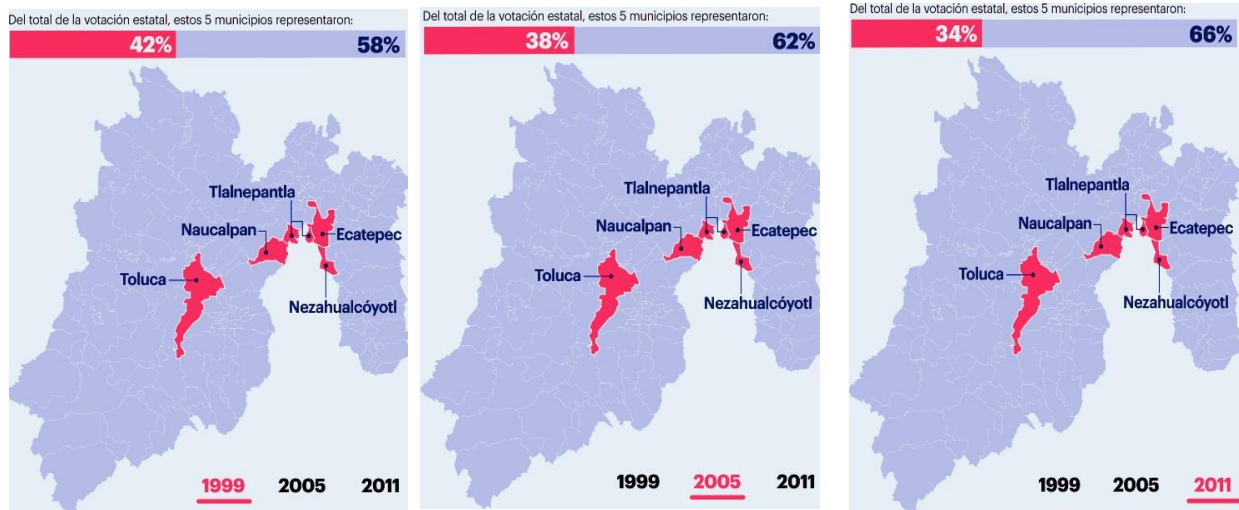 Del total de la votación estatal, estos 5 municipios representaron:
42% 58%
Tlalnepantla
Naucalpan
Ecatepec
Toluca
Nezahualcóyotl
1999 2005 2011
Del total de la votación estatal, estos 5 municipios representaron:
38% 62%
Tlalnepantla
Naucalpan
Ecatepec
Toluca
Nezahualcóyotl
1999 2005 2011
Del total de la votación estatal, estos 5 municipios representaron:
34% 66%
Tlalnepantla
Naucalpan
Ecatepec
Toluca
Nezahualcóyotl
1999 2005 2011